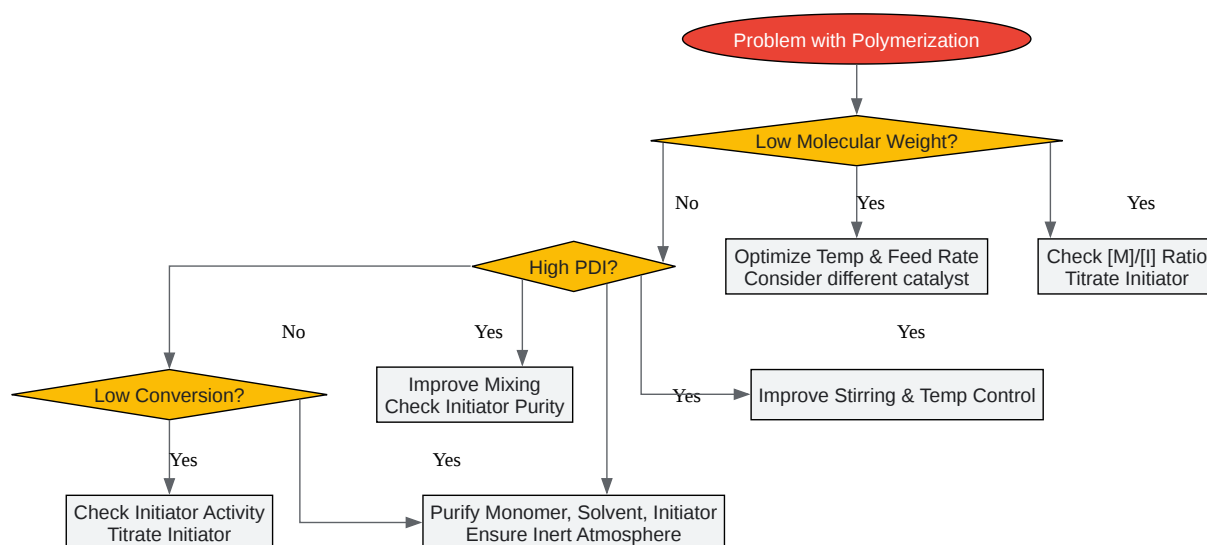 Problem with Polymerization
Low Molecular Weight?
No
Yes
Yes
Optimize Temp & Feed Rate
Consider different catalyst
Check [M]/[I] Ratio
Titrate Initiator
High PDI?
No
Yes
Yes
Yes
Low Conversion?
Improve Mixing
Check Initiator Purity
Improve Stirring & Temp Control
Yes
Yes
Check Initiator Activity
Titrate Initiator
Purify Monomer, Solvent, Initiator
Ensure Inert Atmosphere